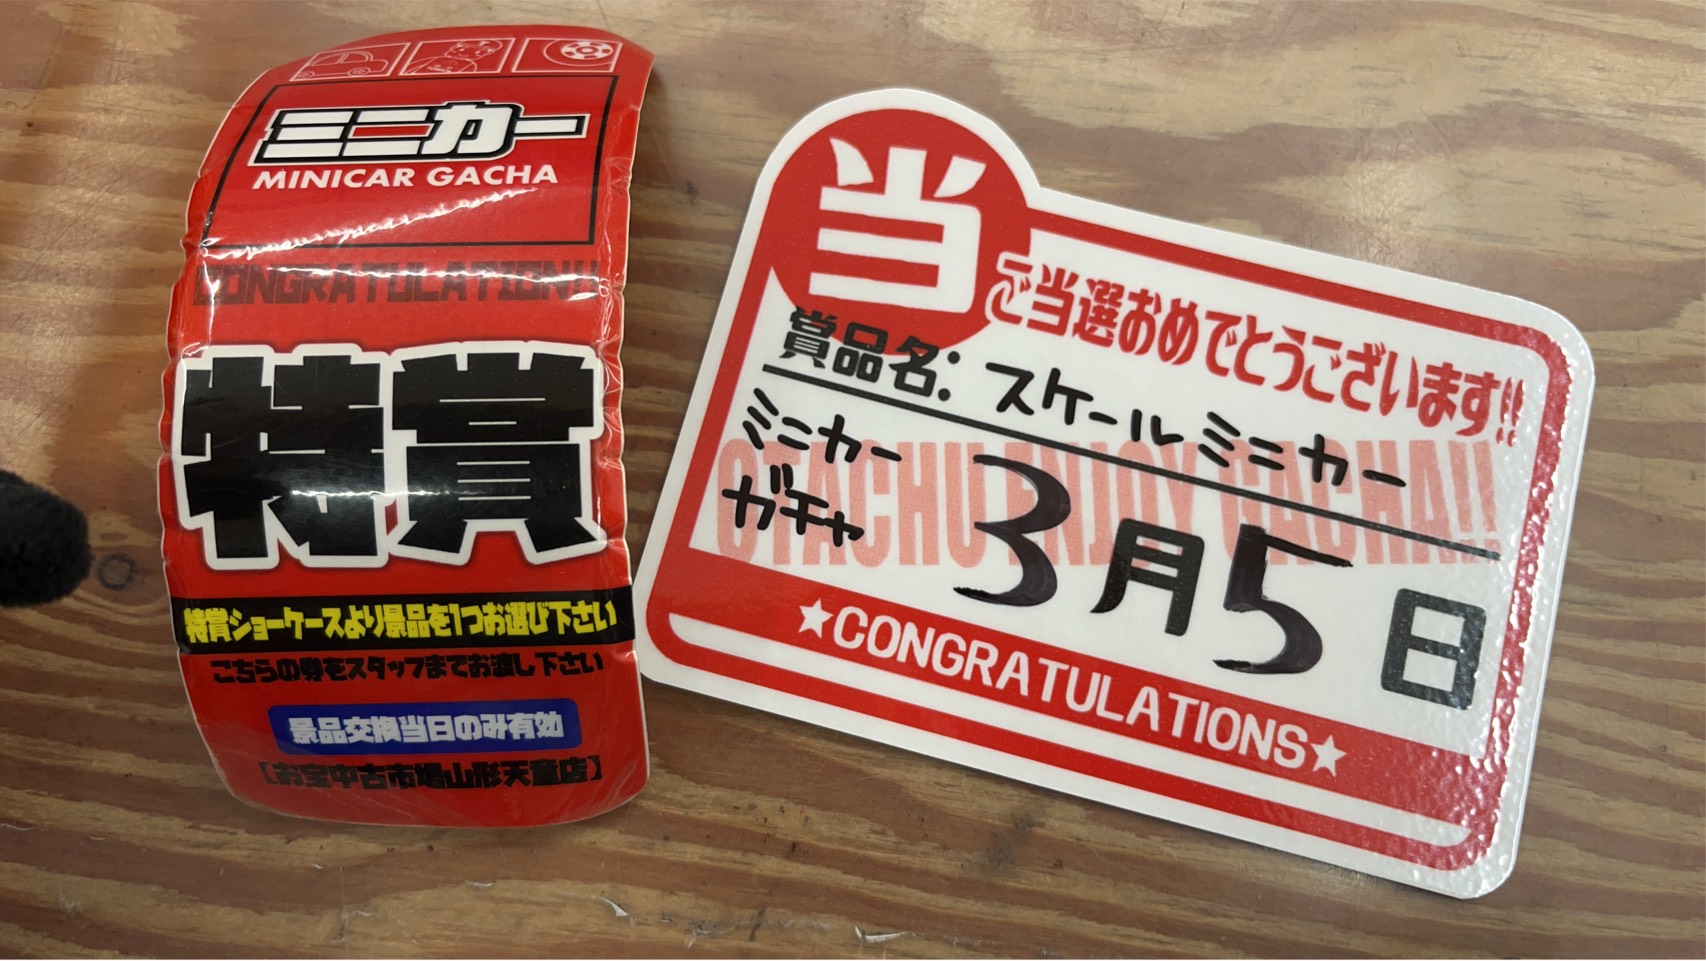 ミニカー
MINICAR GACHA
CONGRATULATION!!
特賞
特賞ショーケースより景品を1つお選び下さい
こちらの券をスタッフまでお渡し下さい
景品交換当日のみ有効
【お宝中古市場山形天童店】
当
ご当選おめでとうございます!!
賞品名:スケールミニカー
ミニカー
ガチャ
3月5日
OTACHU ENJOY GACHA!!
★CONGRATULATIONS★